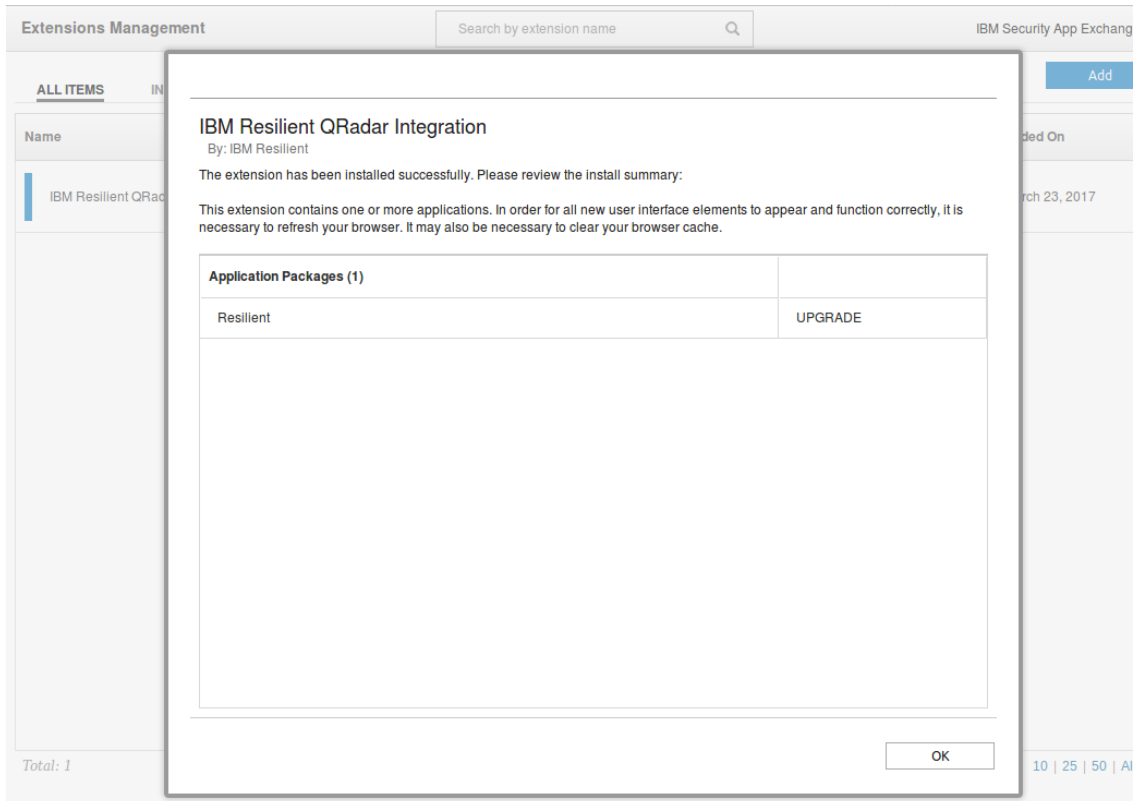 Extensions Management
Search by extension name
IBM Security App Exchang
ALL ITEMS
IN
Add
Name
ded On
IBM Resilient QRad
rch 23, 2017
IBM Resilient QRadar Integration
By: IBM Resilient
The extension has been installed successfully. Please review the install summary:
This extension contains one or more applications. In order for all new user interface elements to appear and function correctly, it is
necessary to refresh your browser. It may also be necessary to clear your browser cache.
Application Packages (1)
Resilient UPGRADE
OK
Total: 1
10 | 25 | 50 | Al